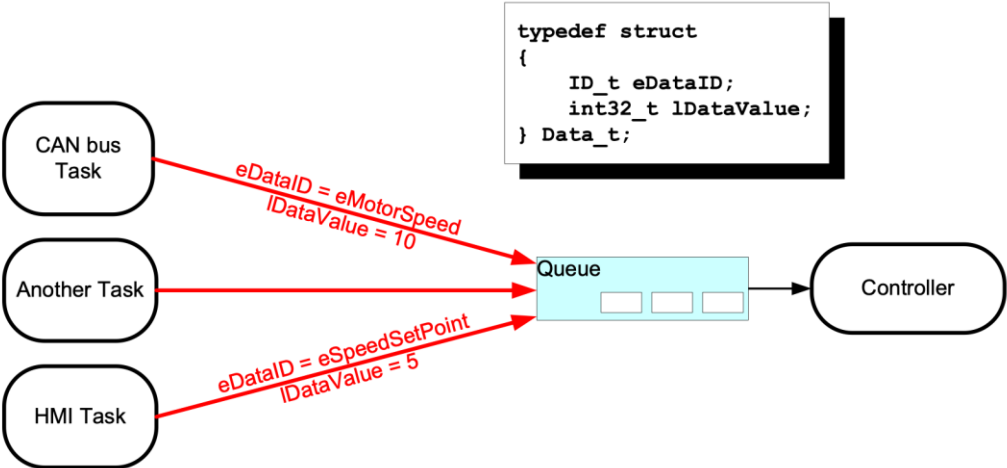 typedef struct
{
ID_t eDataID;
int32_t lDataValue;
} Data_t;
CAN bus
Task
eDataID = eMotorSpeed
lDataValue = 10
Another Task
Queue
Controller
eDataID = eSpeedSetPoint
lDataValue = 5
HMI Task